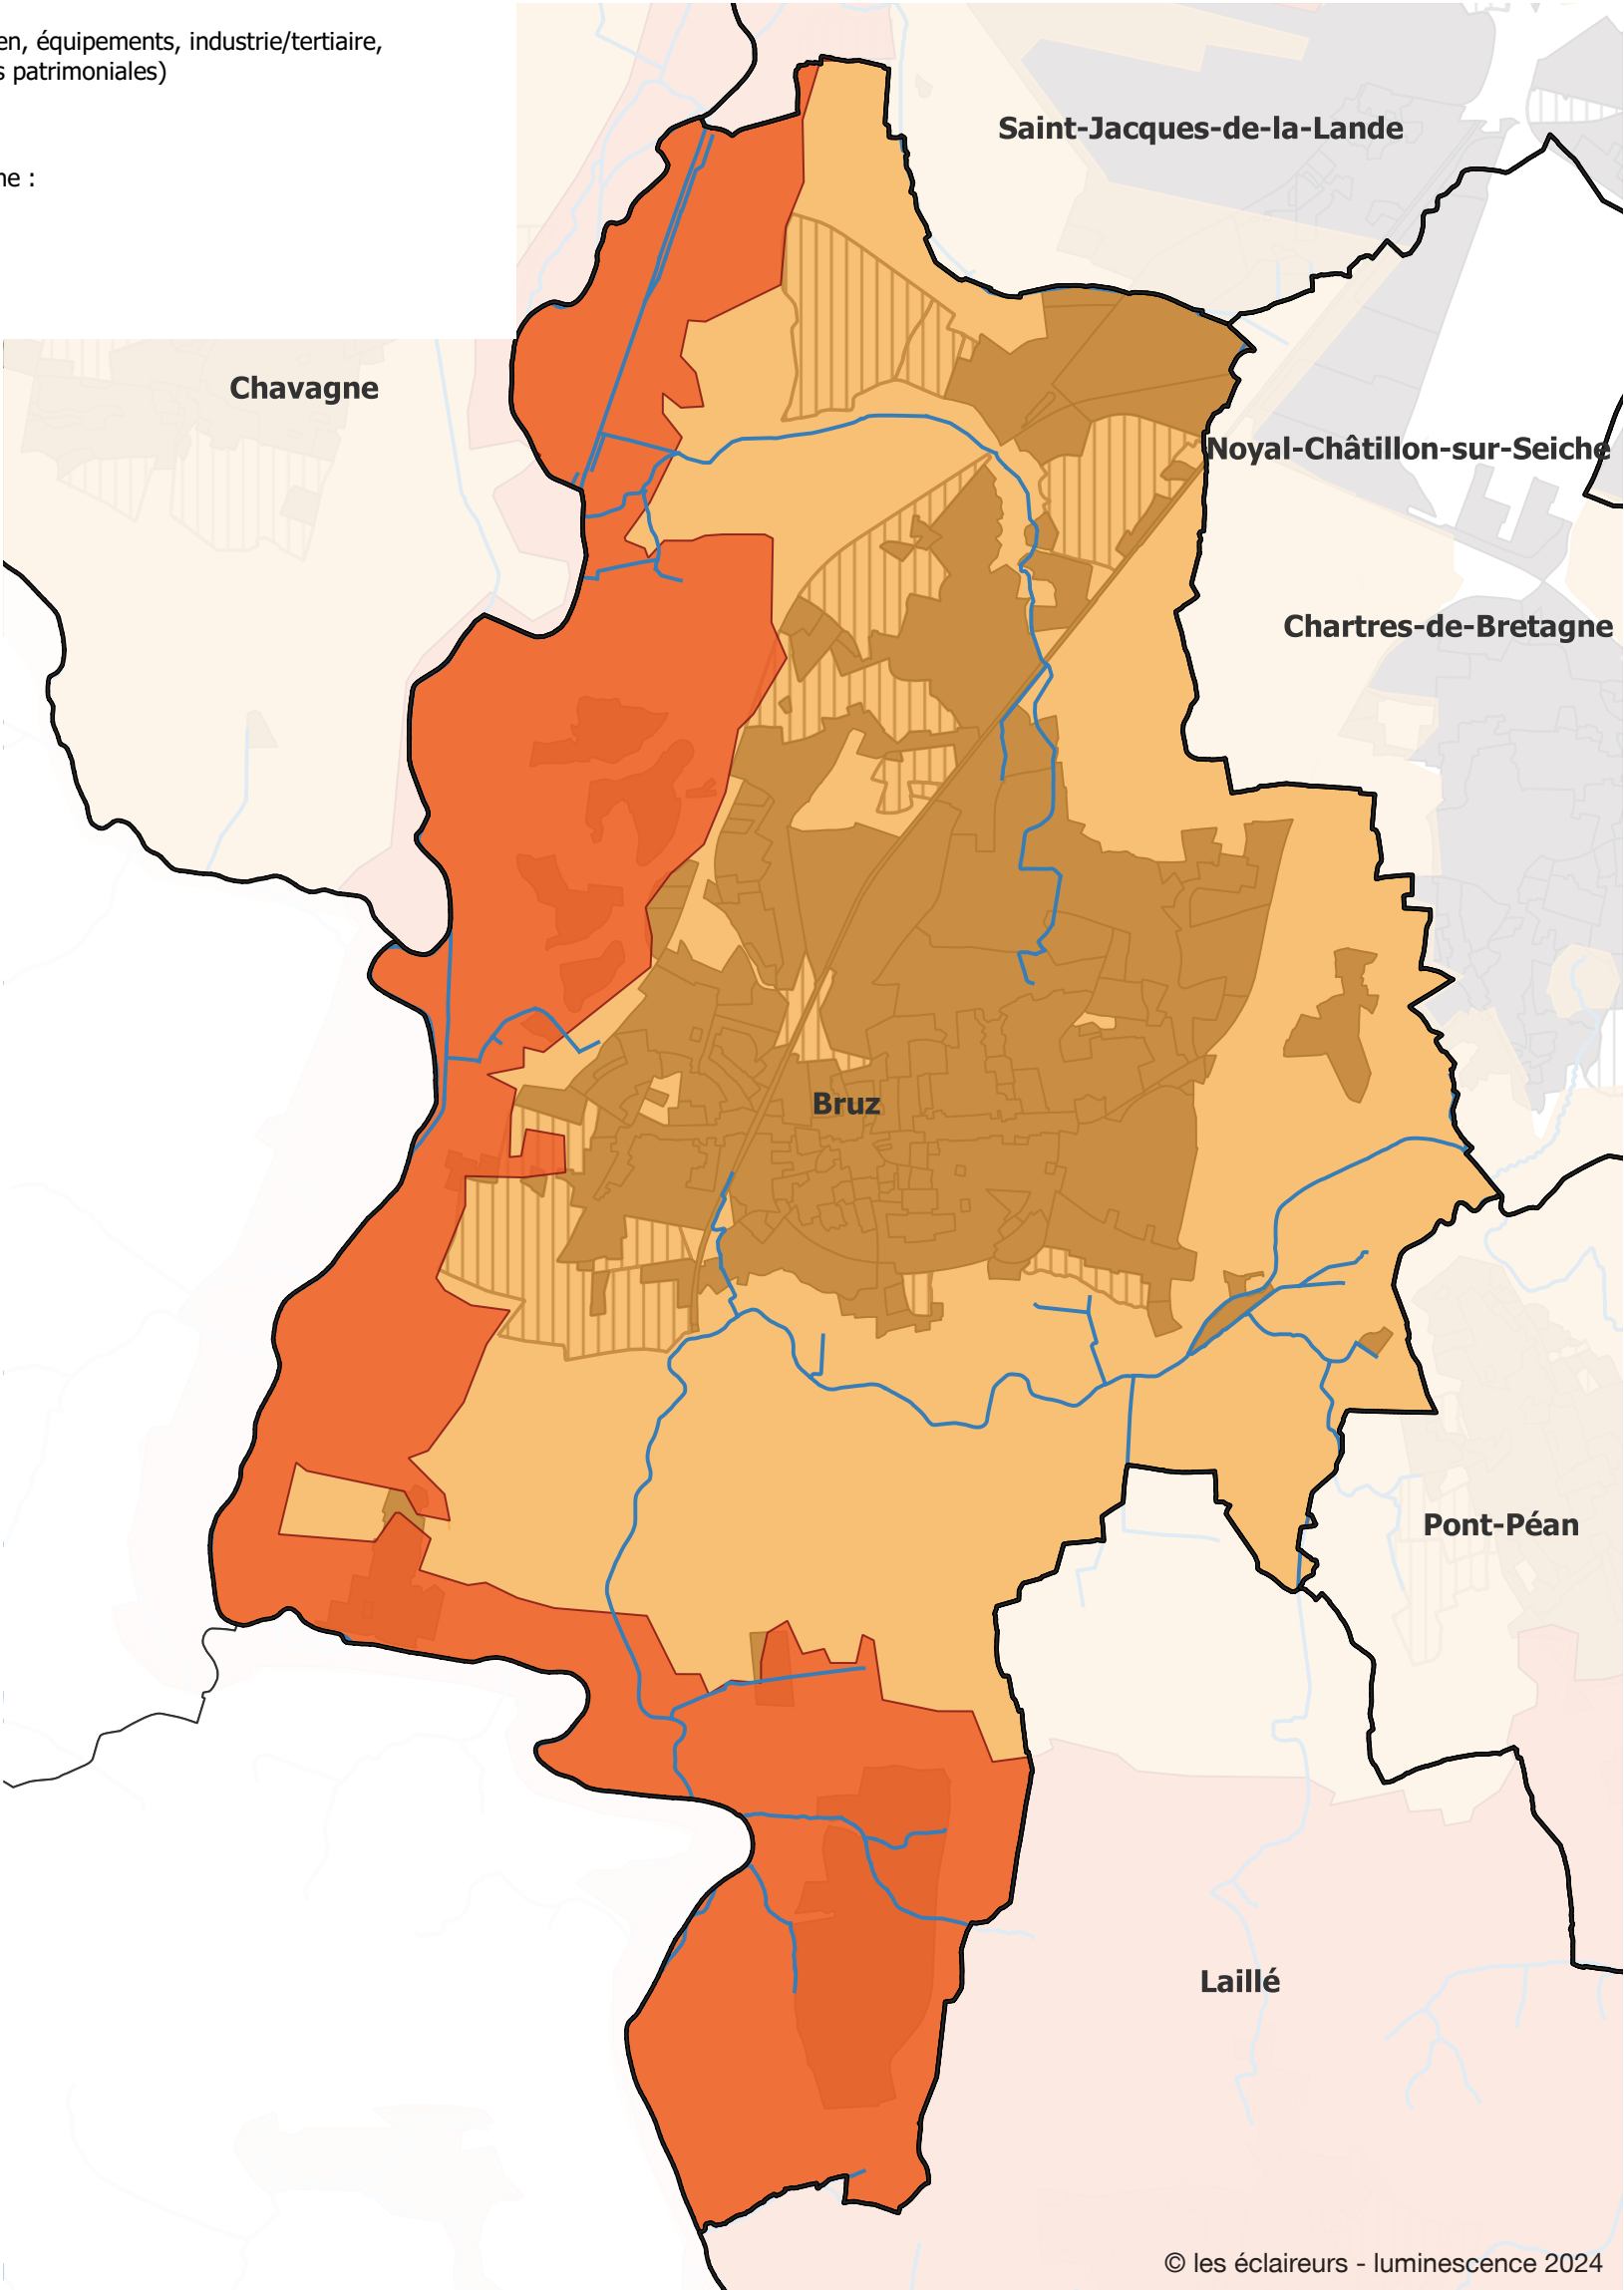 en, équipements, industrie/tertiaire,
s patrimoniales)
ne :
Saint-Jacques-de-la-Lande
Chavagne
Noyal-Châtillon-sur-Seiche
Chartres-de-Bretagne
Bruz
Pont-Péan
Laillé
© les éclaireurs - luminescence 2024